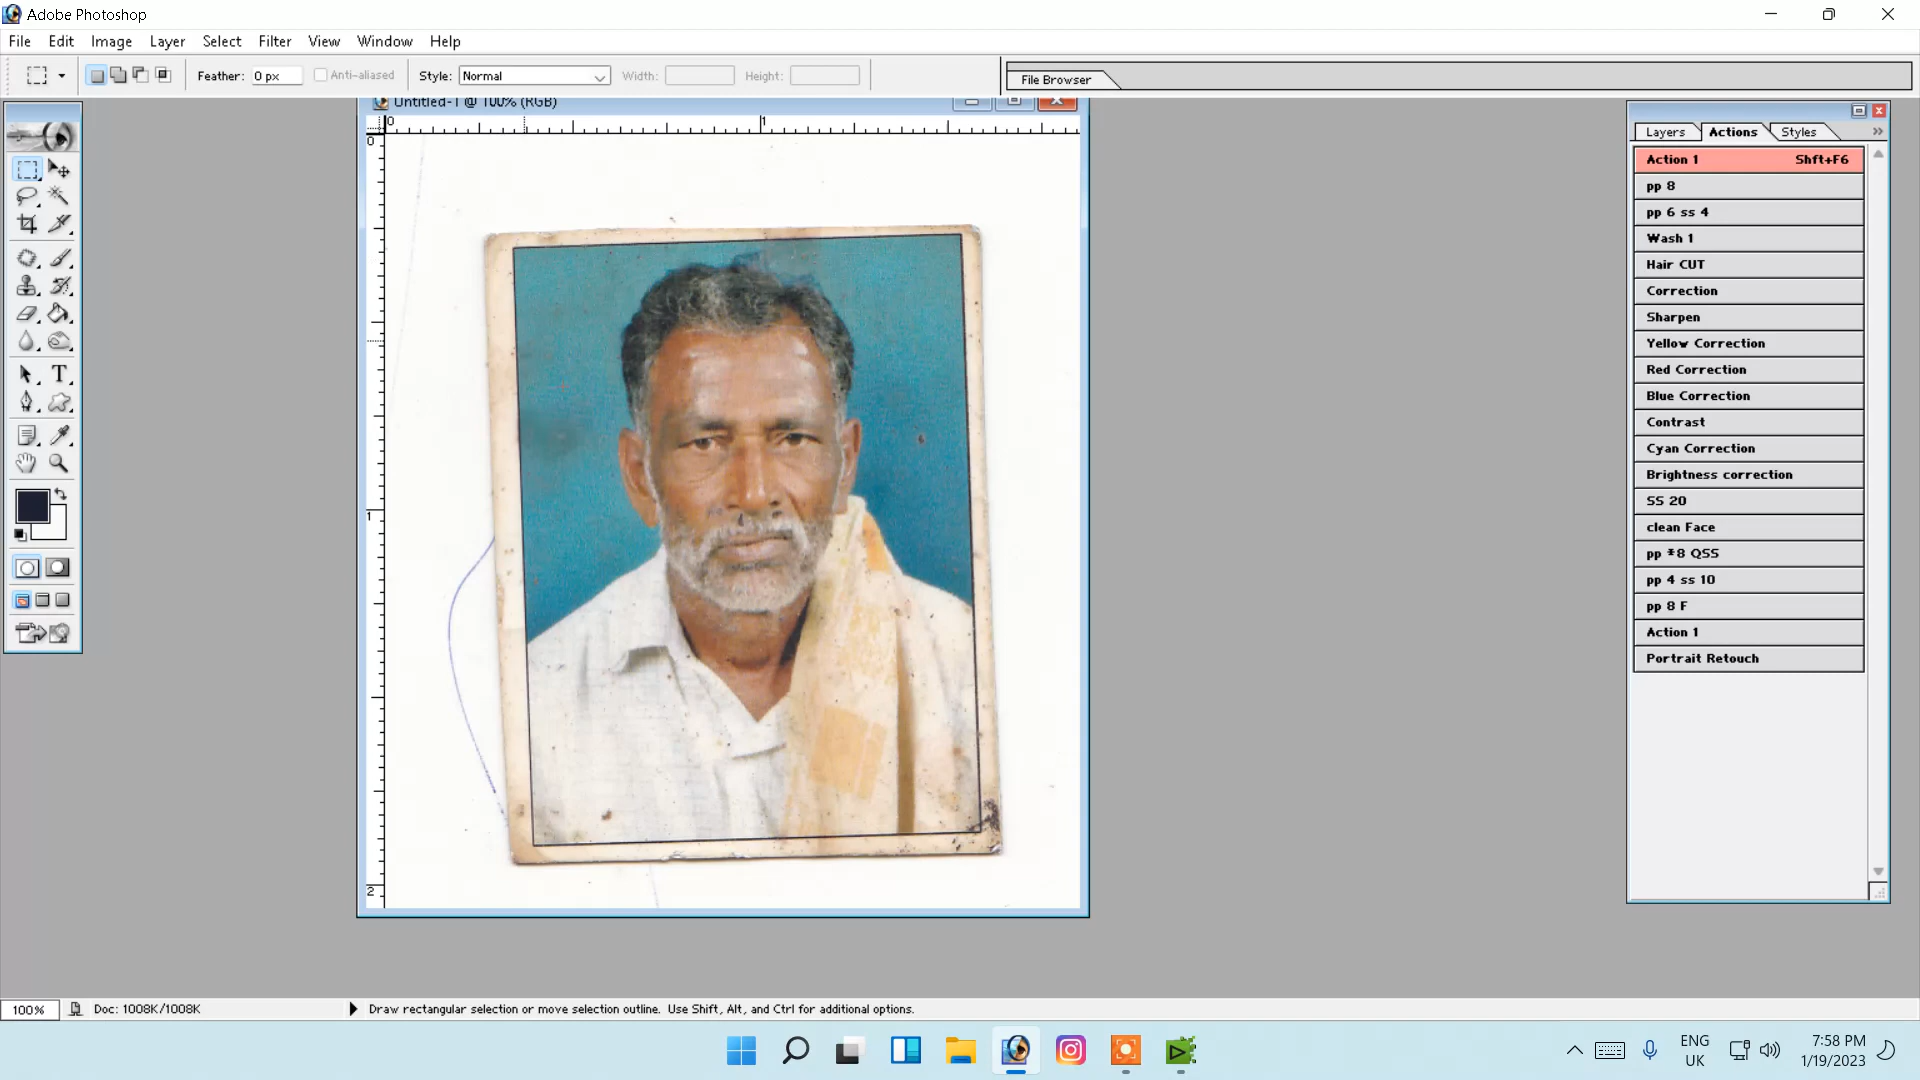 Adobe Photoshop
File Edit Image Layer Select Filter View Window Help
Feather: 0 px Anti-aliased Style: Normal Width: Height: File Browser
Untitled-1 @ 100% (RGB)
0 1
0
1
2
Layers Actions Styles
Action 1 Shft+F6
pp 8
pp 6 ss 4
Wash 1
Hair CUT
Correction
Sharpen
Yellow Correction
Red Correction
Blue Correction
Contrast
Cyan Correction
Brightness correction
SS 20
clean Face
pp *8 QSS
pp 4 ss 10
pp 8 F
Action 1
Portrait Retouch
100% Doc: 1008K/1008K Draw rectangular selection or move selection outline. Use Shift, Alt, and Ctrl for additional options.
ENG
UK
7:58 PM
1/19/2023